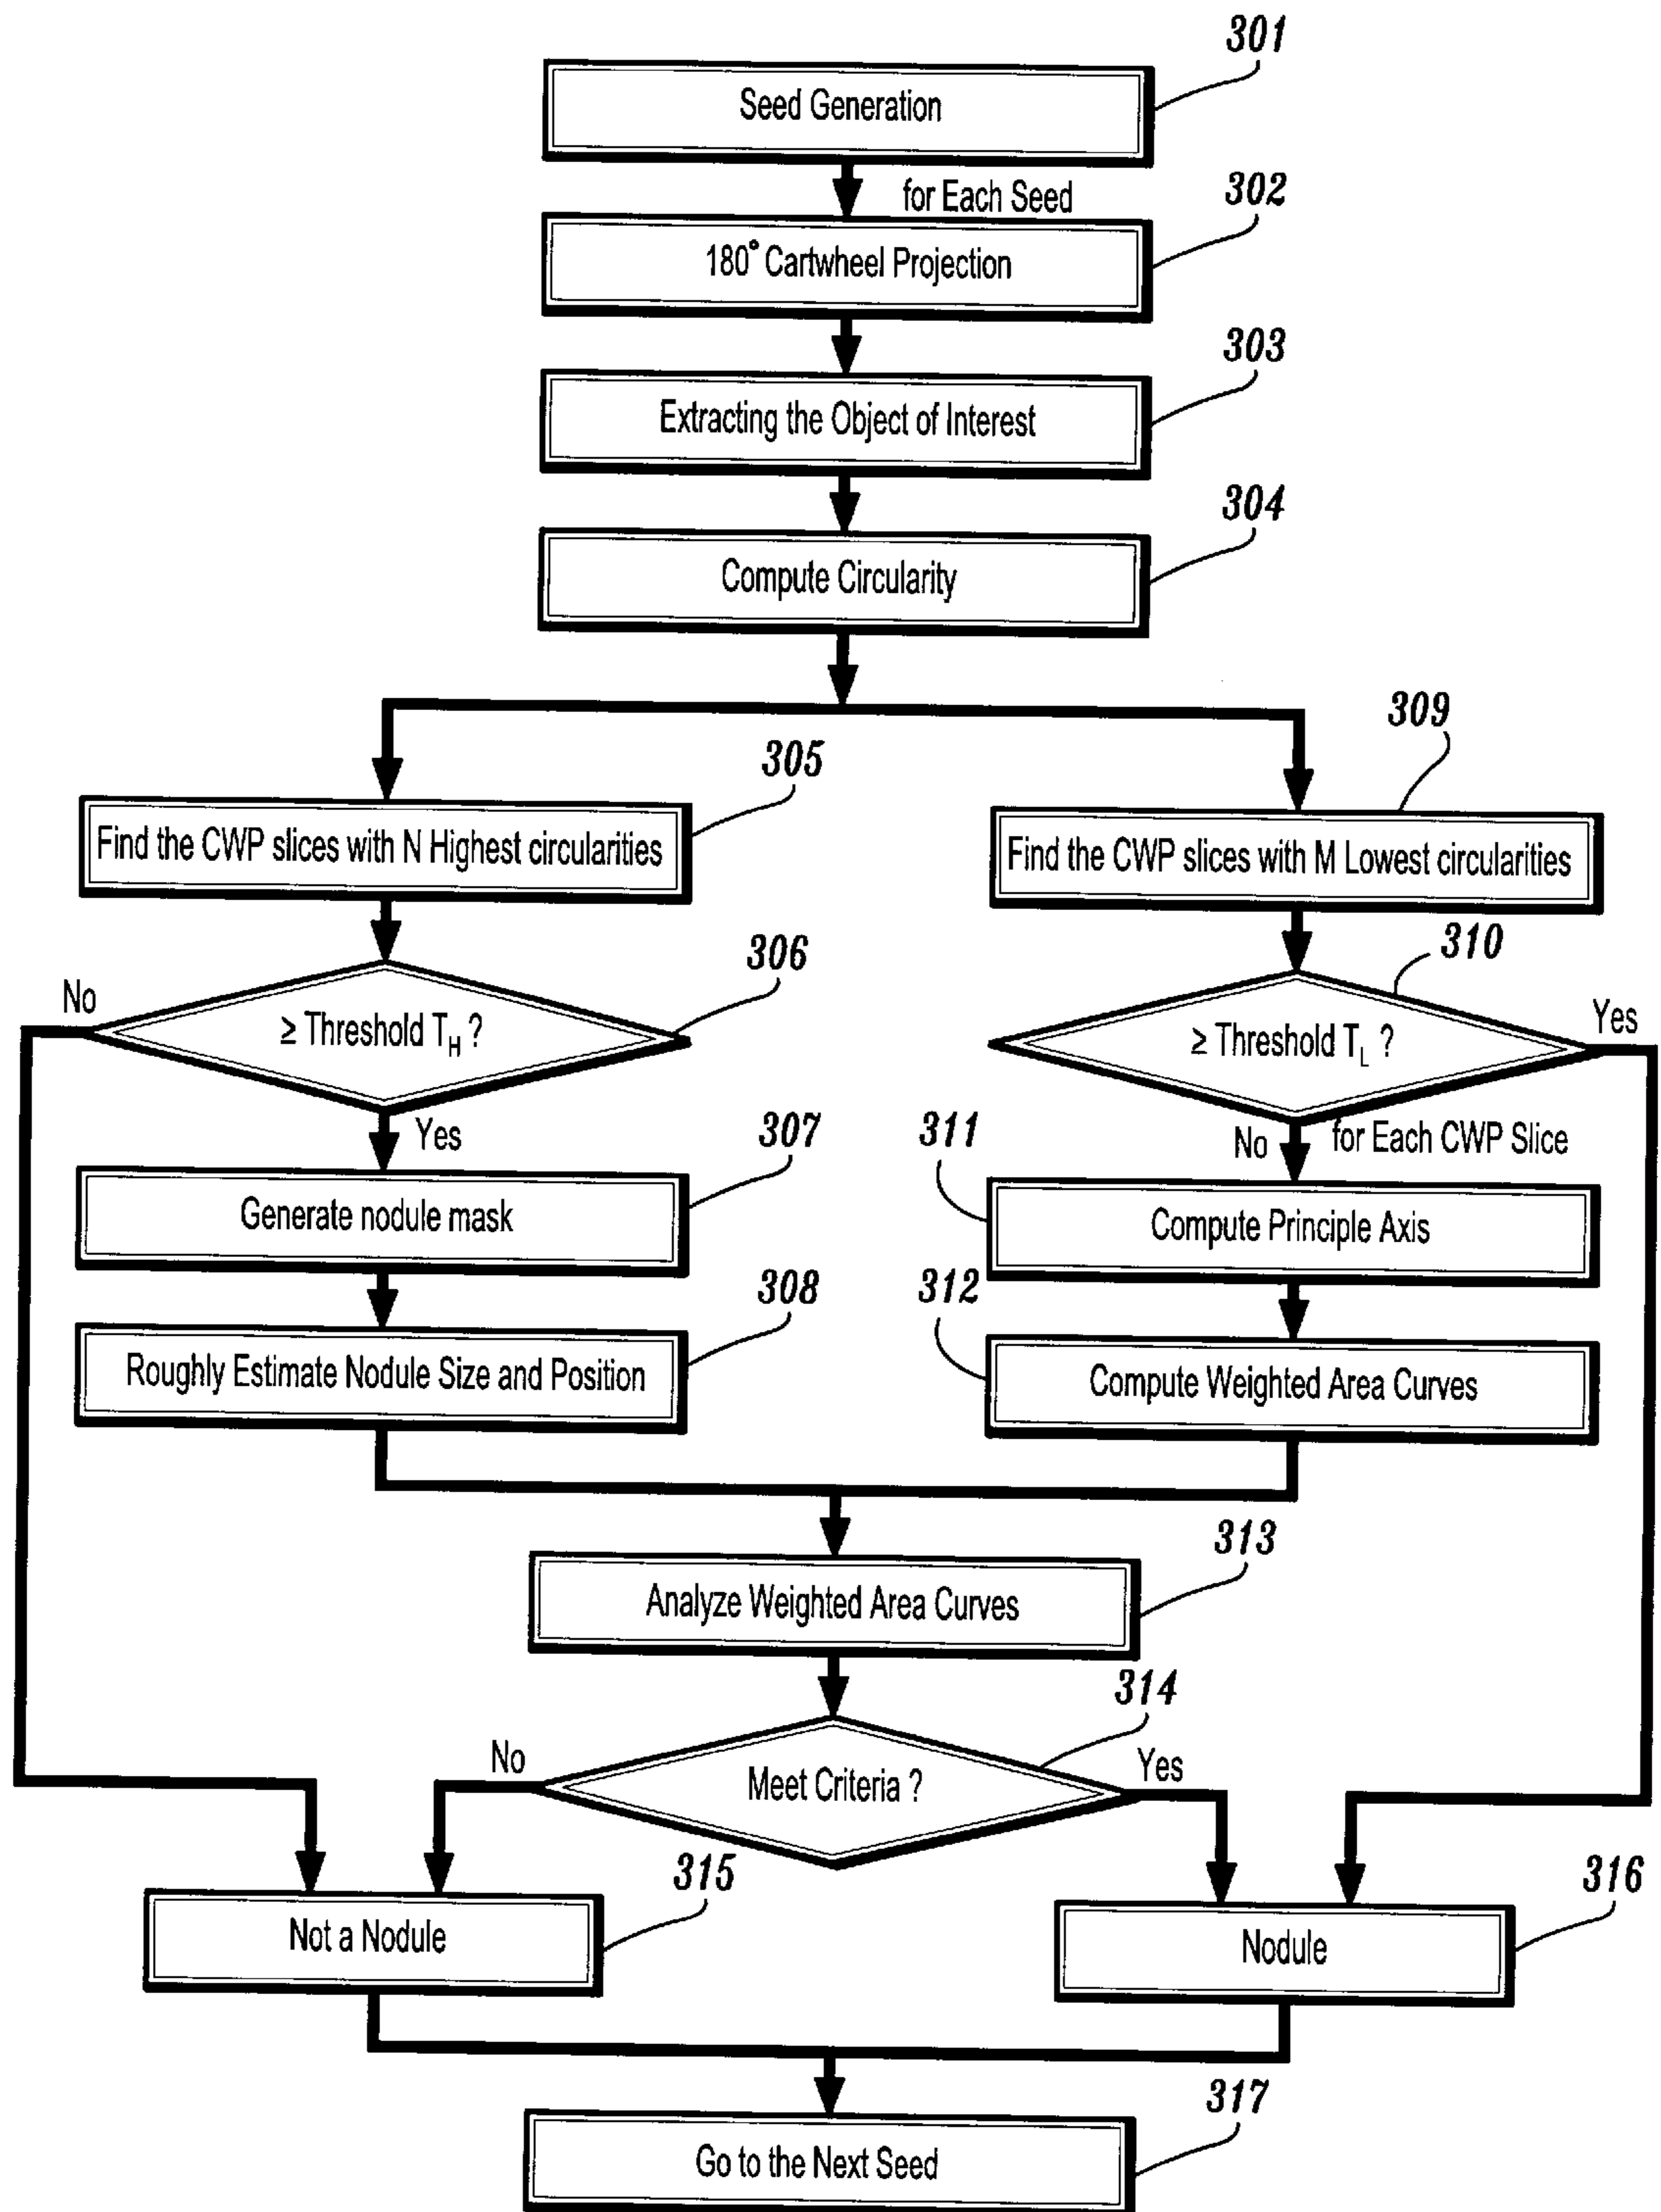 301
Seed Generation
for Each Seed
302
180° Cartwheel Projection
303
Extracting the Object of Interest
304
Compute Circularity
305
309
Find the CWP slices with N Highest circularities
Find the CWP slices with M Lowest circularities
306
310
No
≥ Threshold T_H ?
≥ Threshold T_L ?
Yes
Yes
307
311
No
for Each CWP Slice
Generate nodule mask
Compute Principle Axis
308
312
Roughly Estimate Nodule Size and Position
Compute Weighted Area Curves
313
Analyze Weighted Area Curves
314
No
Meet Criteria ?
Yes
315
316
Not a Nodule
Nodule
317
Go to the Next Seed